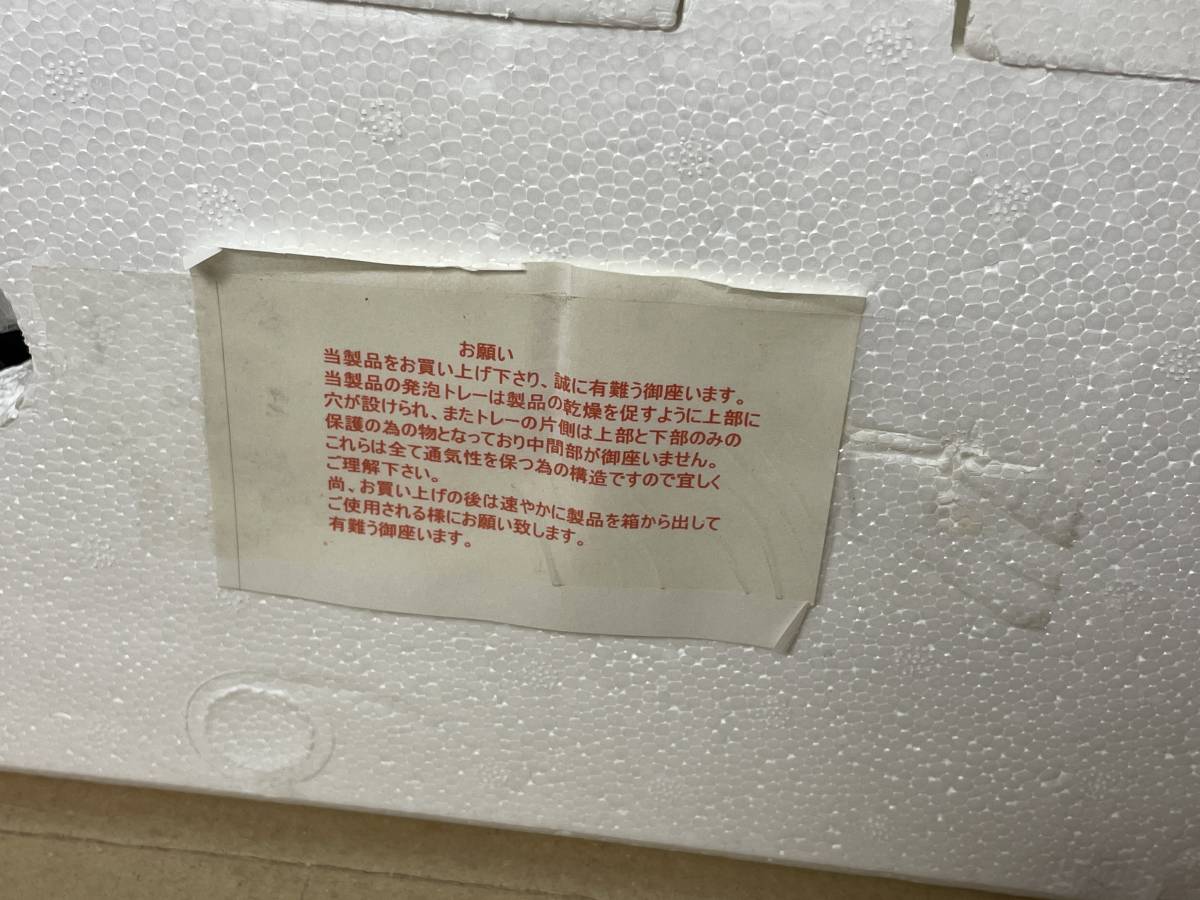 お願い
当製品をお買い上げ下さり、誠に有難う御座います。
当製品の発泡トレーは製品の乾燥を促すように上部に
穴が設けられ、またトレーの片側は上部と下部のみの
保護の為の物となっており中間部が御座いません。
これらは全て通気性を保つ為の構造ですので宜しく
ご理解下さい。
尚、お買い上げの後は速やかに製品を箱から出して
ご使用される様にお願い致します。
有難う御座います。